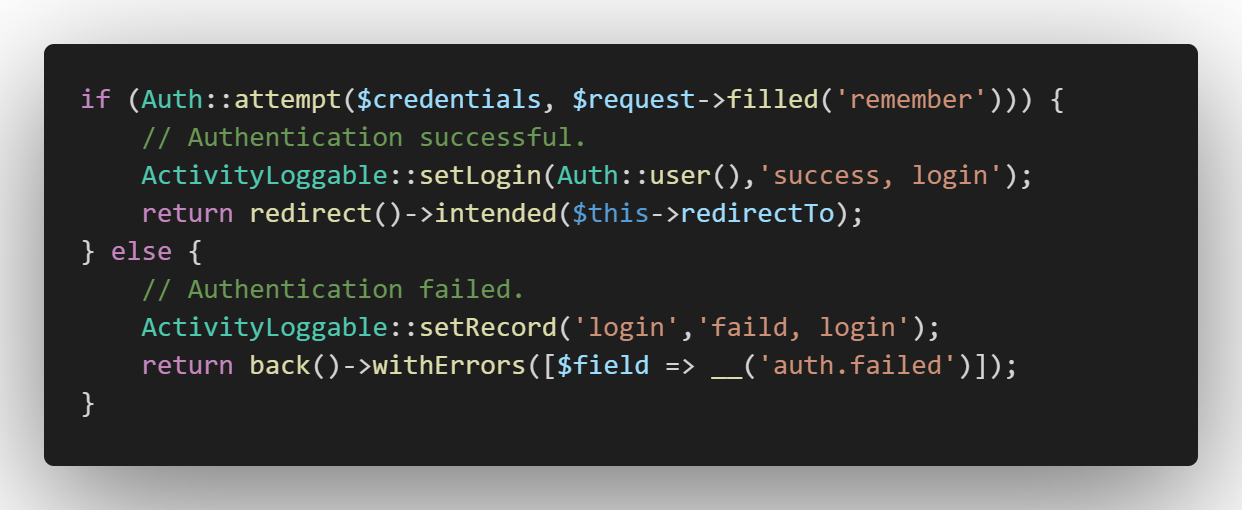 if (Auth::attempt($credentials, $request->filled('remember'))) {
    // Authentication successful.
    ActivityLoggable::setLogin(Auth::user(),'success, login');
    return redirect()->intended($this->redirectTo);
} else {
    // Authentication failed.
    ActivityLoggable::setRecord('login','faild, login');
    return back()->withErrors([$field => __('auth.failed')]);
}